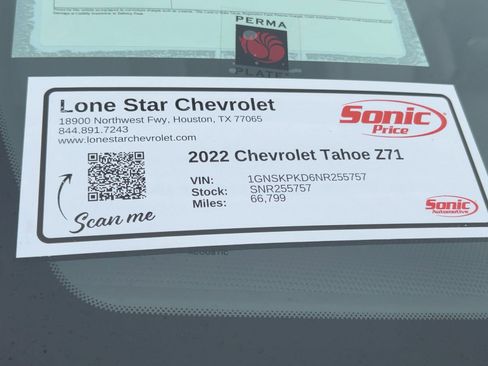 PERMA
PLATE
Lone Star Chevrolet
18900 Northwest Fwy, Houston, TX 77065
844.891.7243
www.lonestarchevrolet.com
Sonic
Price
2022 Chevrolet Tahoe Z71
VIN: 1GNSKPKD6NR255757
Stock: SNR255757
Miles: 66,799
Scan me
Sonic
Automotive
ACOUSTIC